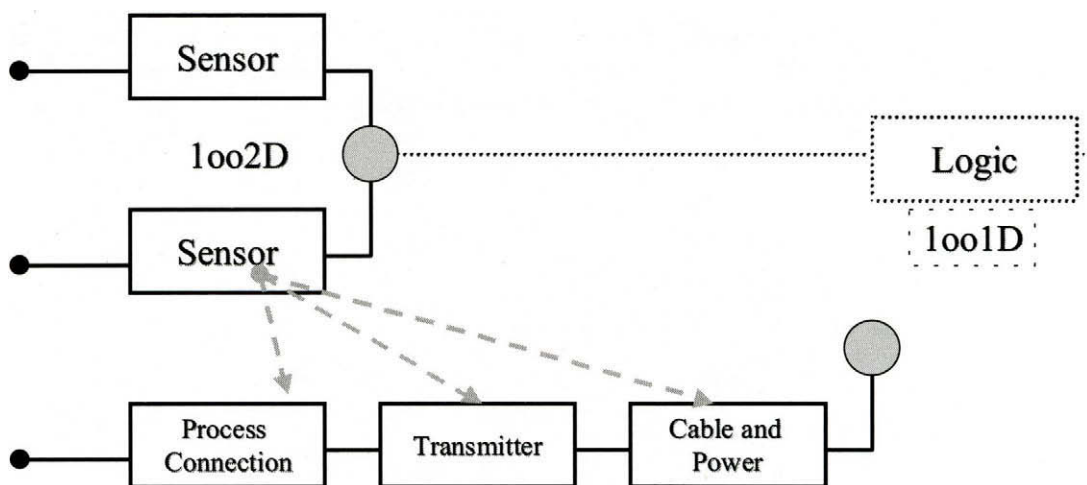 Sensor
1oo2D
Logic
Sensor
1oo1D
Process
Connection
Transmitter
Cable and
Power